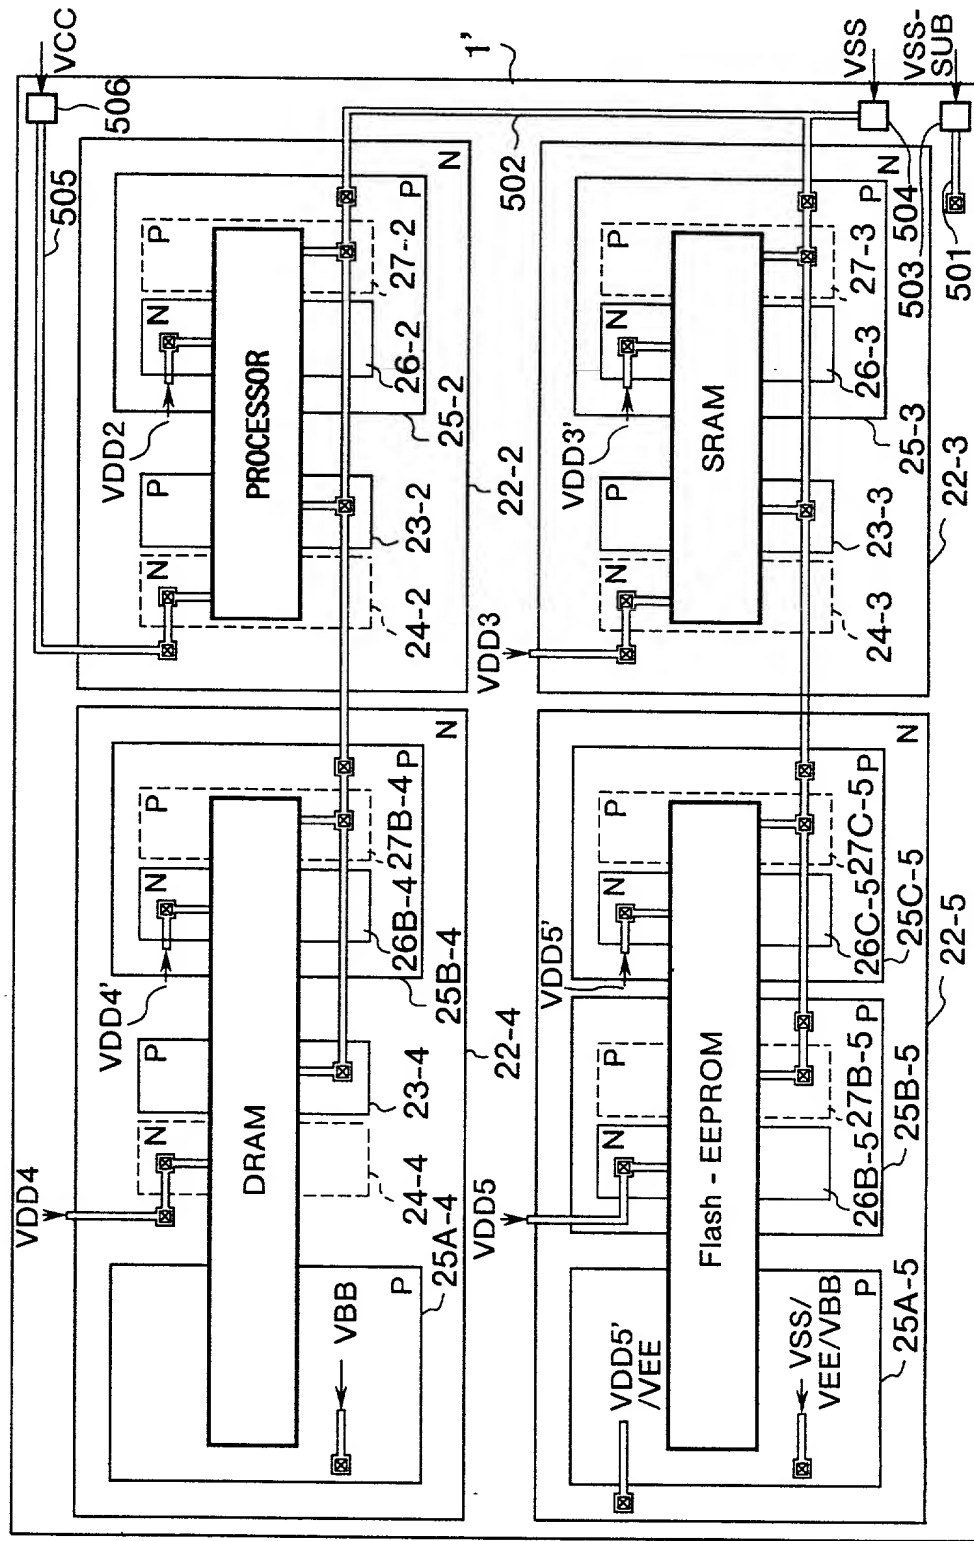 VCC
506
505
1'
VSS
VSS-
SUB
502
504
503
501
N
P
P
27-2
N
26-2
25-2
VDD2
PROCESSOR
P
23-2
N
24-2
22-2
N
P
P
27-3
N
26-3
25-3
VDD3'
SRAM
P
23-3
N
24-3
22-3
VDD3
N
P
P
27B-4
N
26B-4
25B-4
VDD4'
DRAM
P
23-4
N
24-4
22-4
VDD4
P
25A-4
VBB
N
P
P
27C-5
N
26C-5
25C-5
VDD5'
Flash - EEPROM
P
P
27B-5
N
26B-5
25B-5
22-5
VDD5
P
25A-5
VDD5'
/VEE
VSS/
VEE/VBB